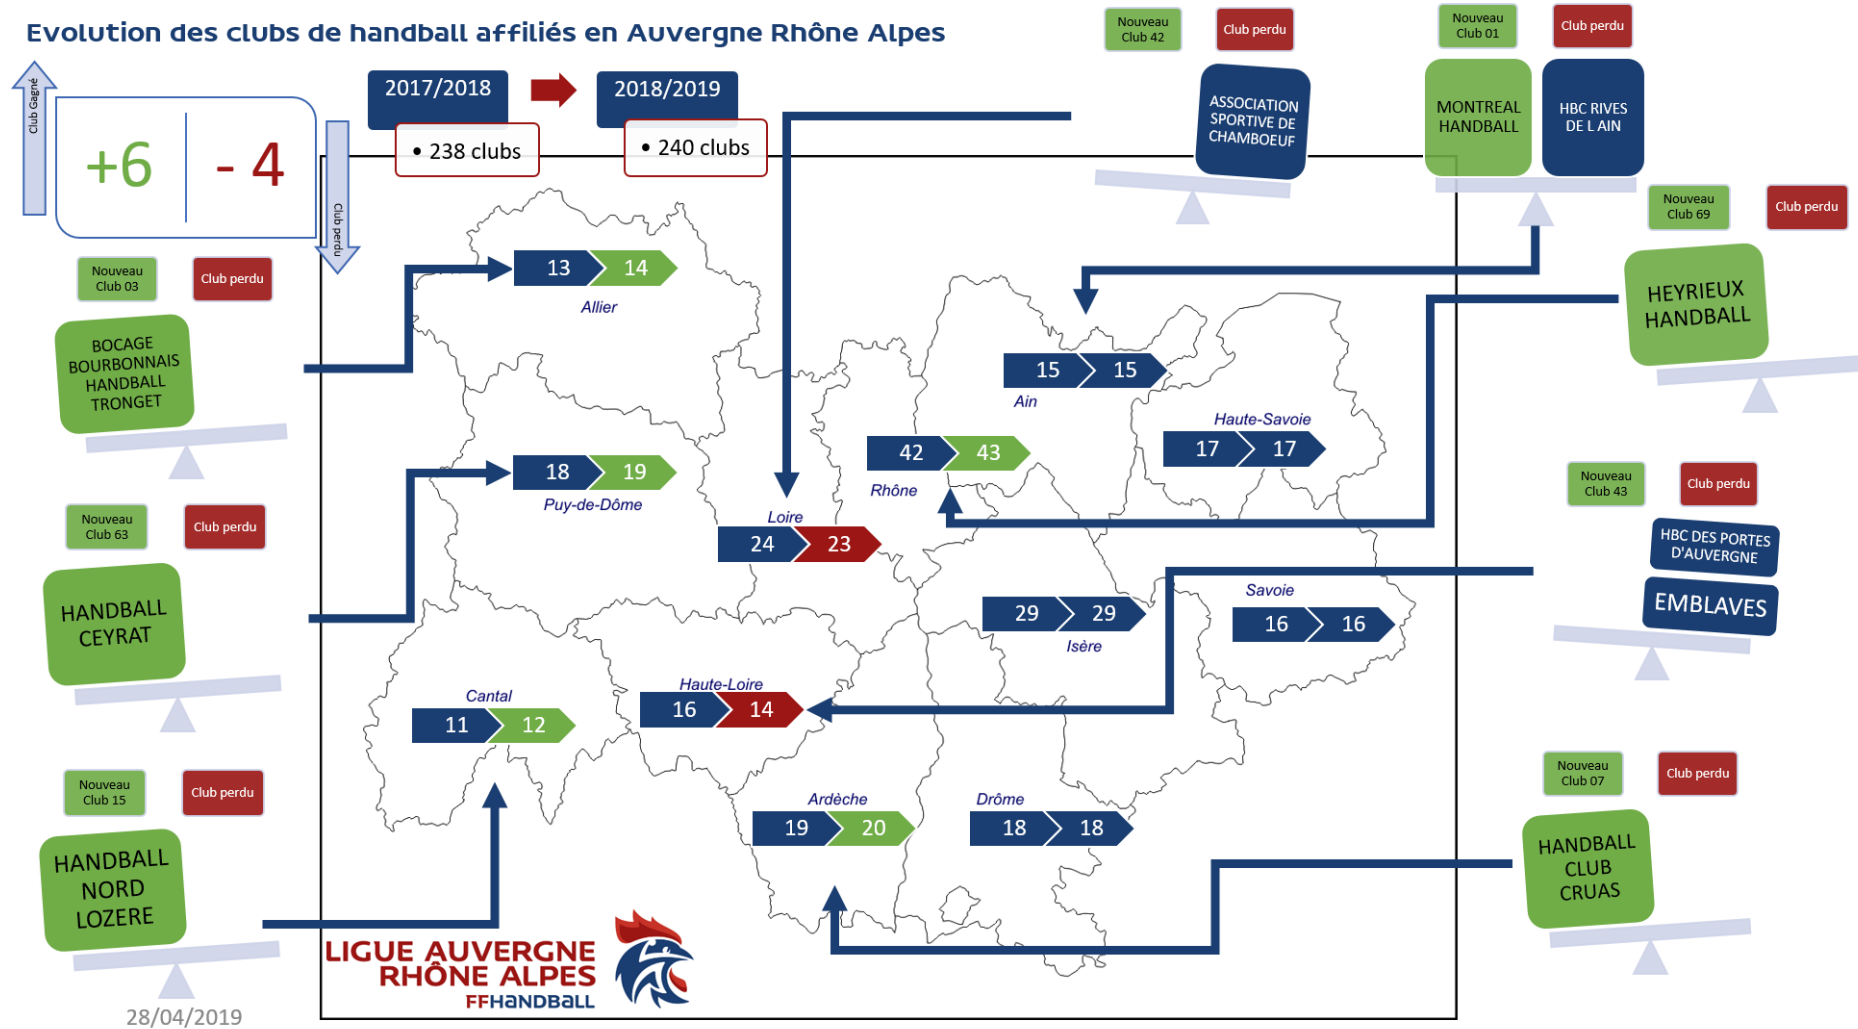 Evolution des clubs de handball affiliés en Auvergne Rhône Alpes
Club Gagné
+6
- 4
Club perdu
2017/2018
2018/2019
• 238 clubs
• 240 clubs
Nouveau
Club 42
Club perdu
ASSOCIATION
SPORTIVE DE
CHAMBOEUF
Nouveau
Club 01
Club perdu
MONTREAL
HANDBALL
HBC RIVES
DE L AIN
Nouveau
Club 69
Club perdu
HEYRIEUX
HANDBALL
Nouveau
Club 03
Club perdu
BOCAGE
BOURBONNAIS
HANDBALL
TRONGET
13
14
Allier
15
15
Ain
Haute-Savoie
17
17
42
43
Rhône
18
19
Puy-de-Dôme
Loire
24
23
Nouveau
Club 63
Club perdu
HANDBALL
CEYRAT
Nouveau
Club 43
Club perdu
HBC DES PORTES
D'AUVERGNE
EMBLAVES
29
29
Isère
Savoie
16
16
Cantal
11
12
Haute-Loire
16
14
Nouveau
Club 15
Club perdu
HANDBALL
NORD
LOZERE
Ardèche
19
20
Drôme
18
18
Nouveau
Club 07
Club perdu
HANDBALL
CLUB
CRUAS
LIGUE AUVERGNE
RHÔNE ALPES
FFHANDBALL
28/04/2019